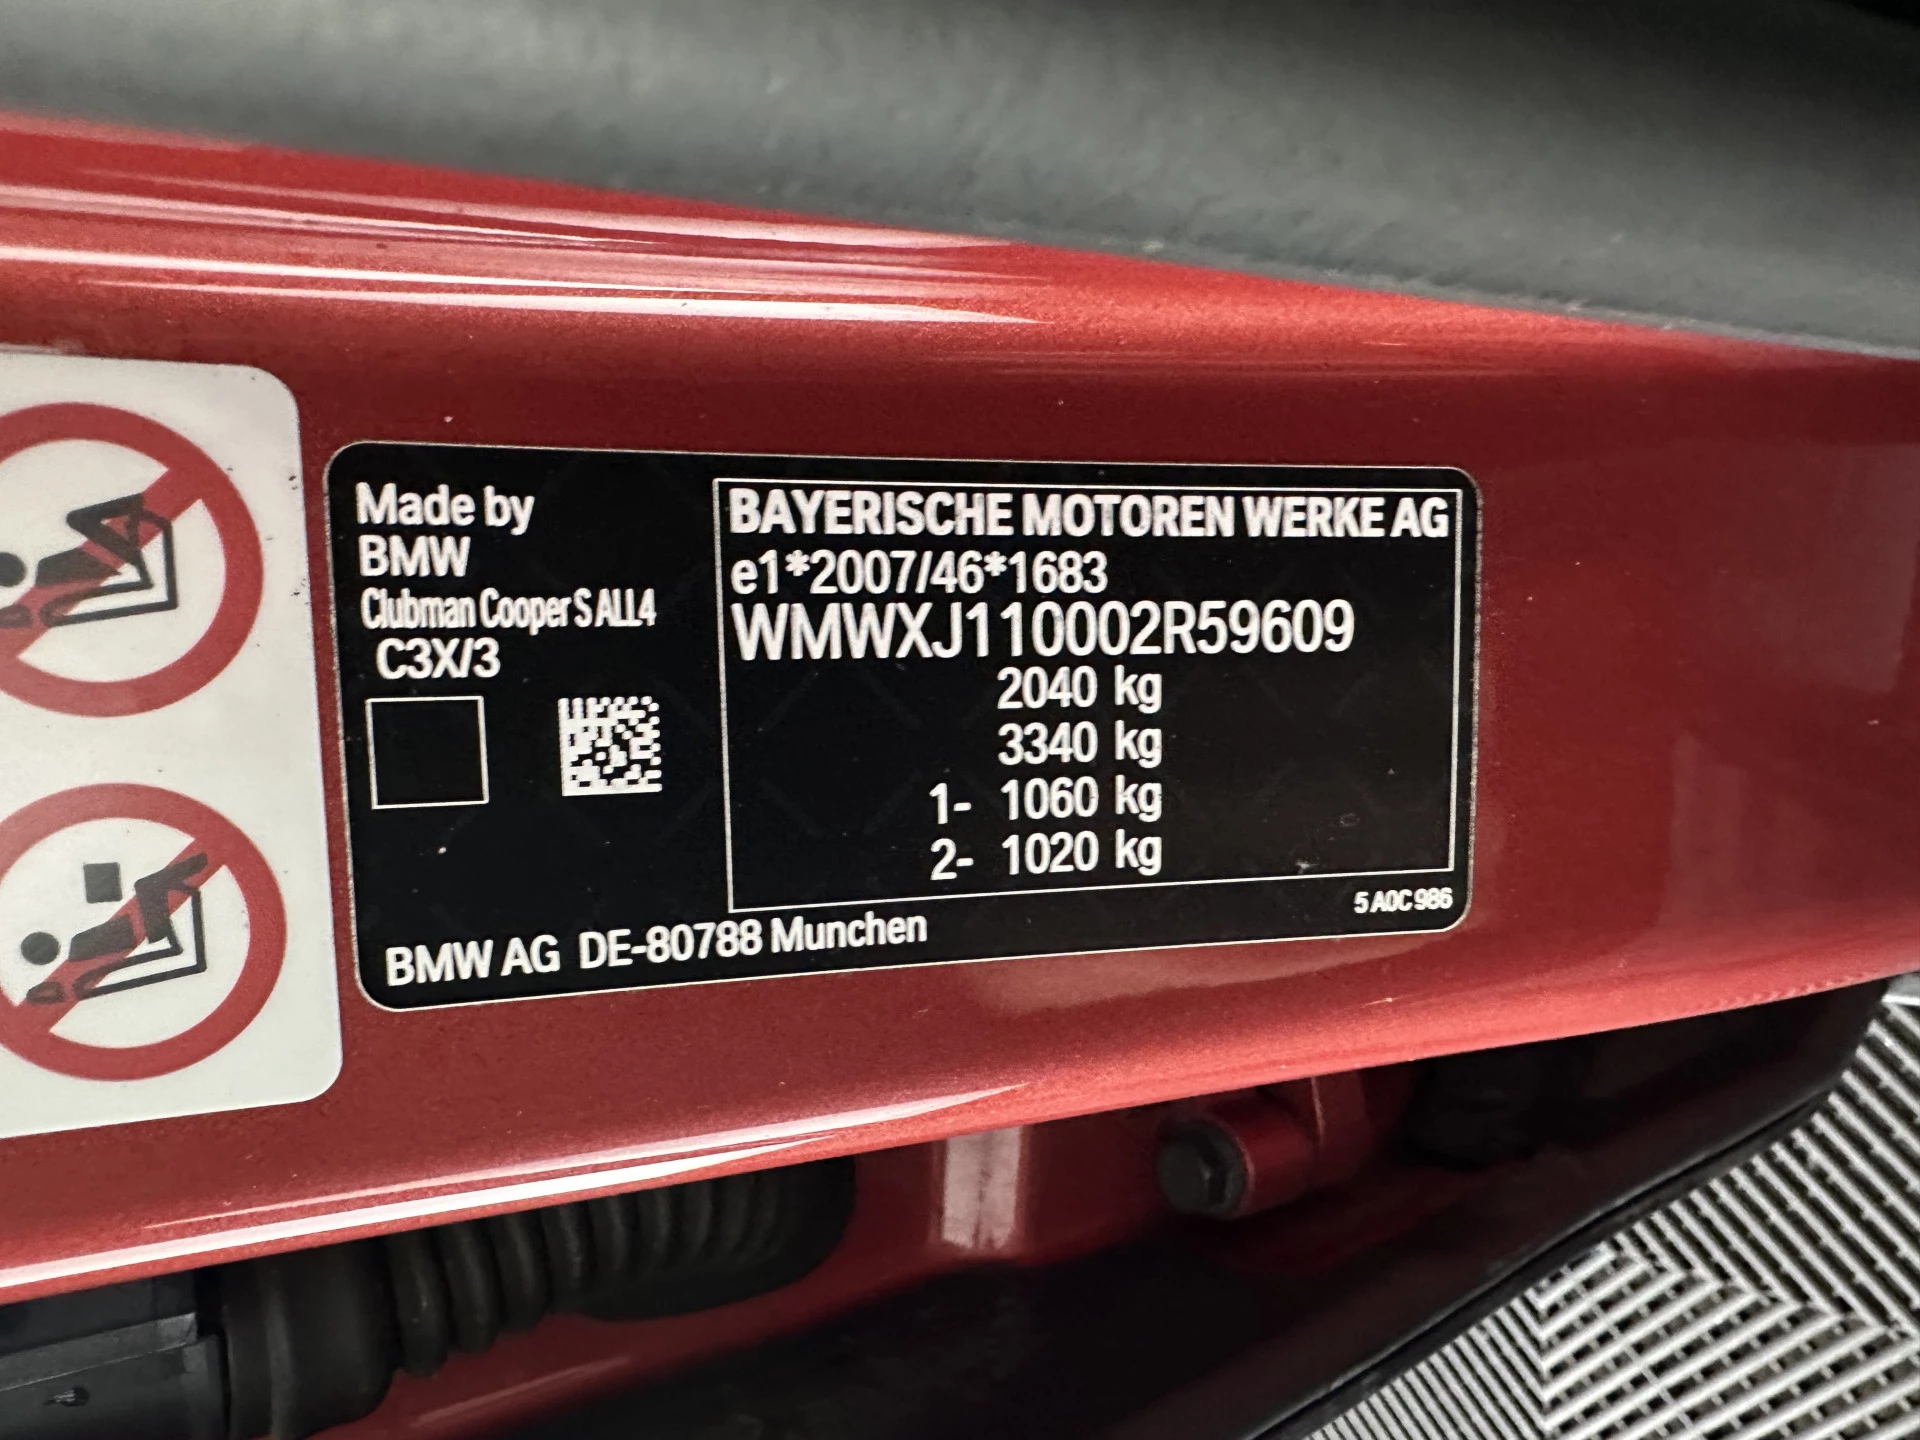 Made by
BMW
Clubman Cooper S ALL4
C3X/3
BAYERISCHE MOTOREN WERKE AG
e1*2007/46*1683
WMWXJ110002R59609
2040 kg
3340 kg
1- 1060 kg
2- 1020 kg
5 A0C 986
BMW AG DE-80788 Munchen